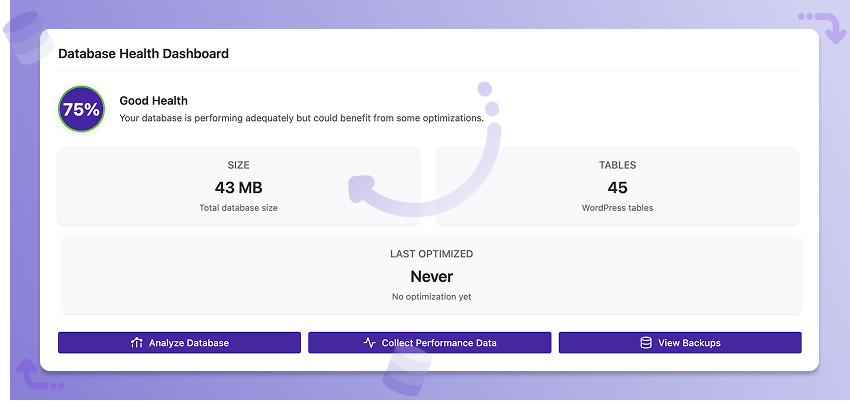 Database Health Dashboard
75%
Good Health
Your database is performing adequately but could benefit from some optimizations.
SIZE
43 MB
Total database size
TABLES
45
WordPress tables
LAST OPTIMIZED
Never
No optimization yet
Analyze Database
Collect Performance Data
View Backups